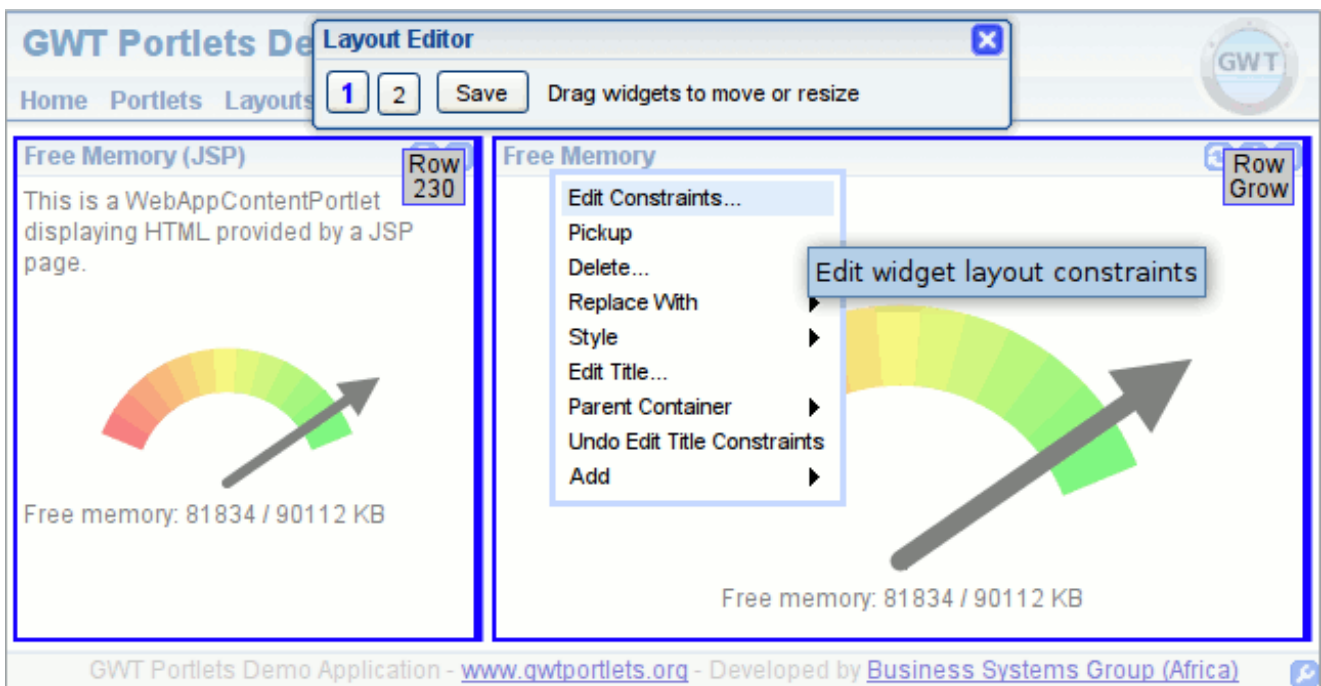 GWT Portlets De
Layout Editor
GWT
Home Portlets Layouts
1 2 Save Drag widgets to move or resize
Free Memory (JSP)
Row
230
This is a WebAppContentPortlet
displaying HTML provided by a JSP
page.
Free memory: 81834 / 90112 KB
Free Memory
Row
Grow
Edit Constraints...
Pickup
Delete...
Edit widget layout constraints
Replace With
Style
Edit Title...
Parent Container
Undo Edit Title Constraints
Add
Free memory: 81834 / 90112 KB
GWT Portlets Demo Application - www.gwtportlets.org - Developed by Business Systems Group (Africa)